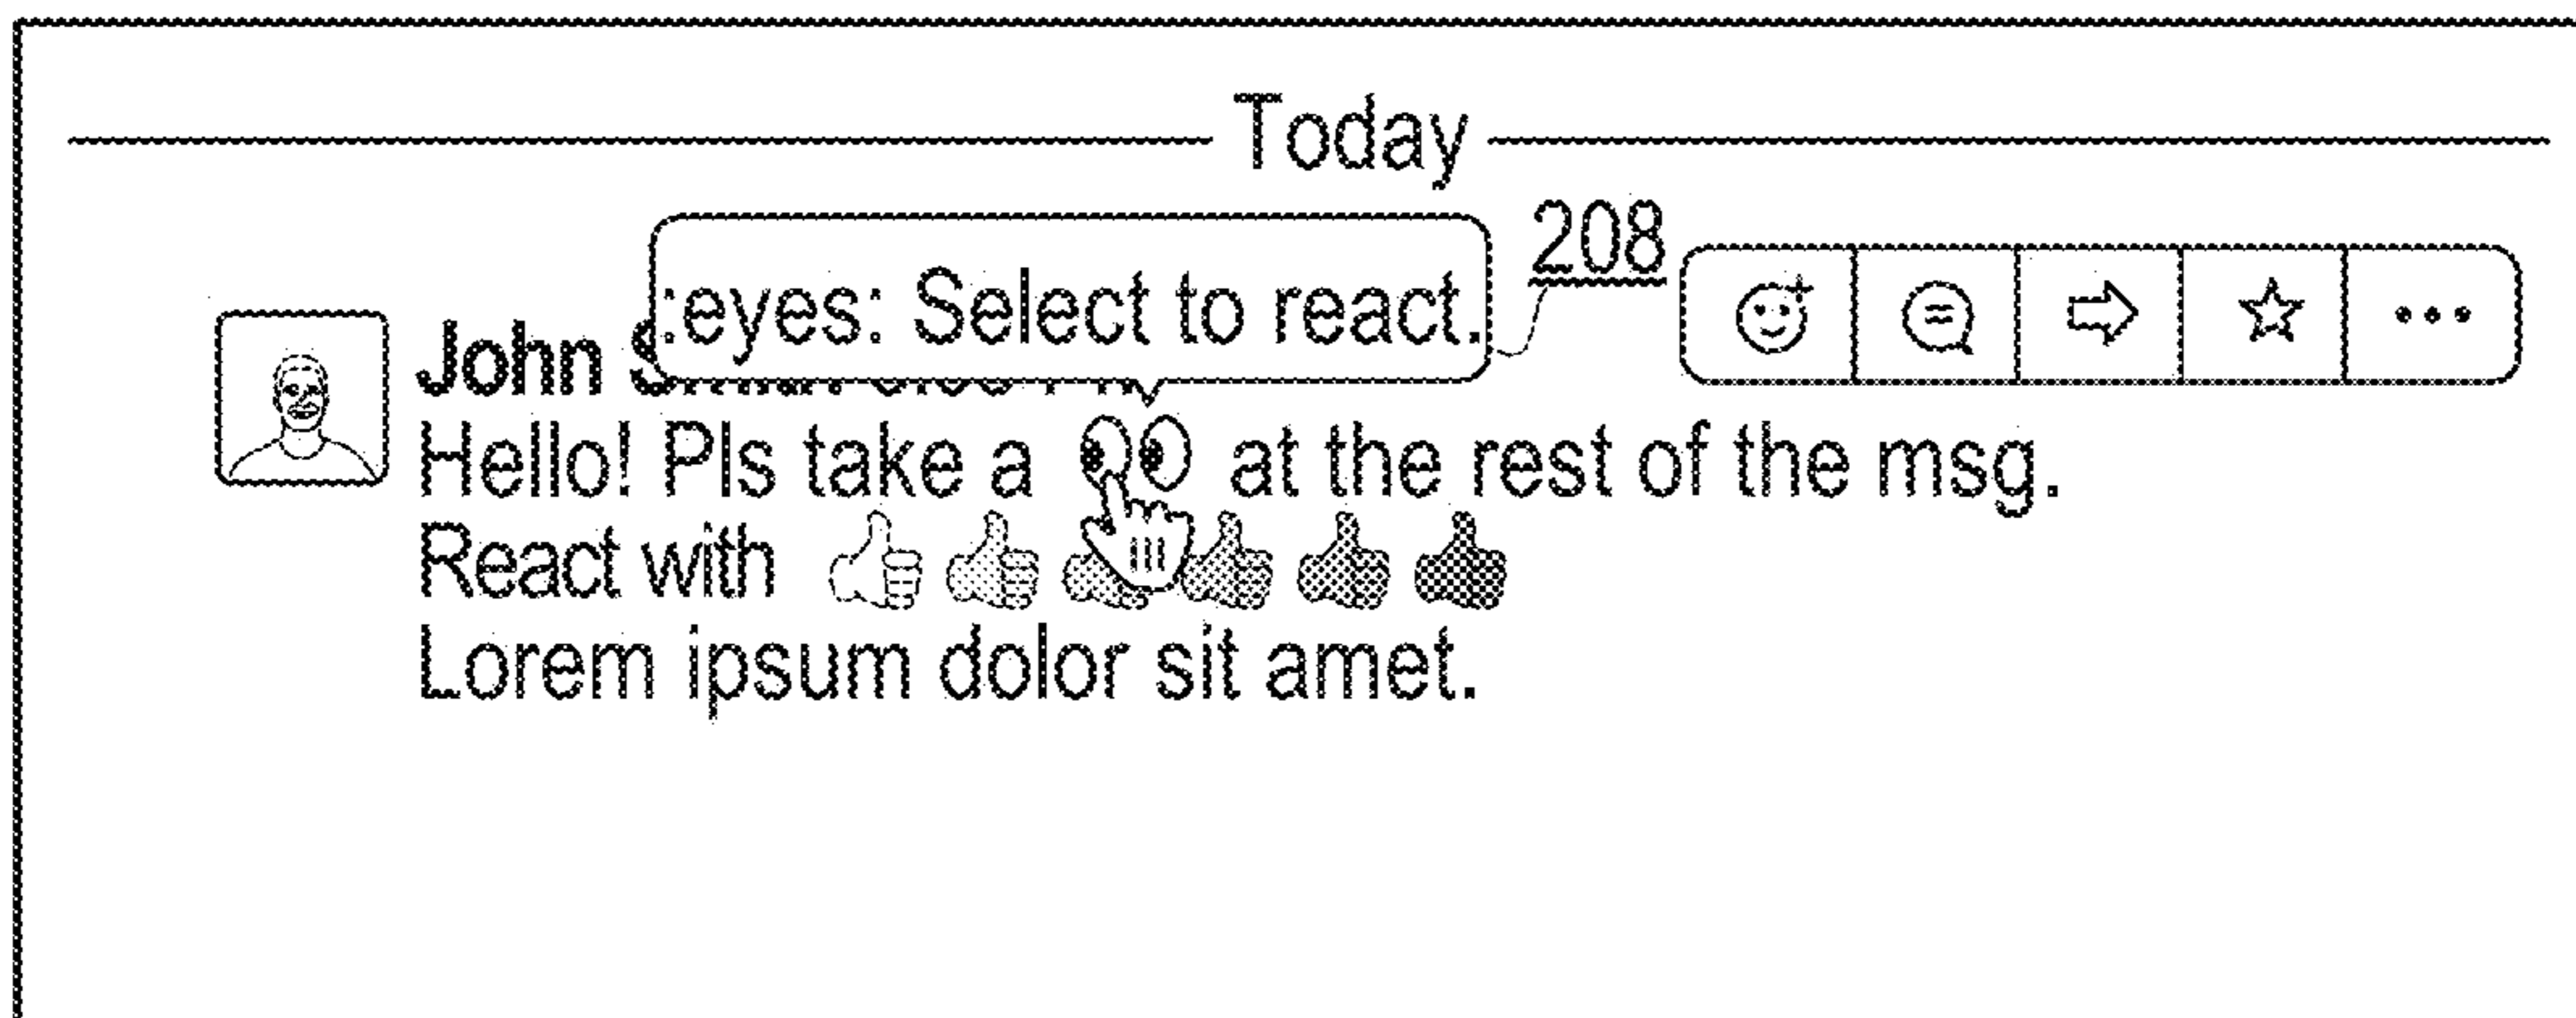 Today
208
:eyes: Select to react.
John
Hello! Pls take a 👀 at the rest of the msg.
React with
Lorem ipsum dolor sit amet.